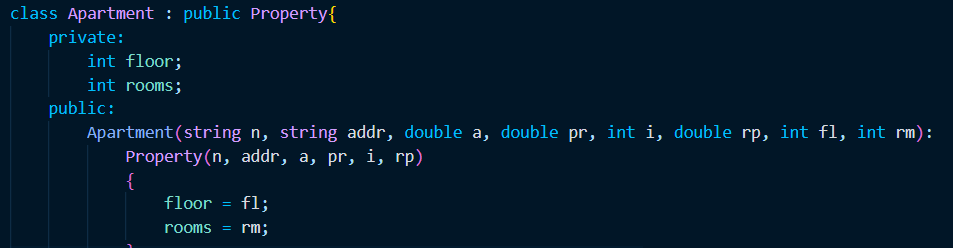 class Apartment : public Property{
private:
int floor;
int rooms;
public:
Apartment(string n, string addr, double a, double pr, int i, double rp, int fl, int rm):
Property(n, addr, a, pr, i, rp)
{
floor = fl;
rooms = rm;
}